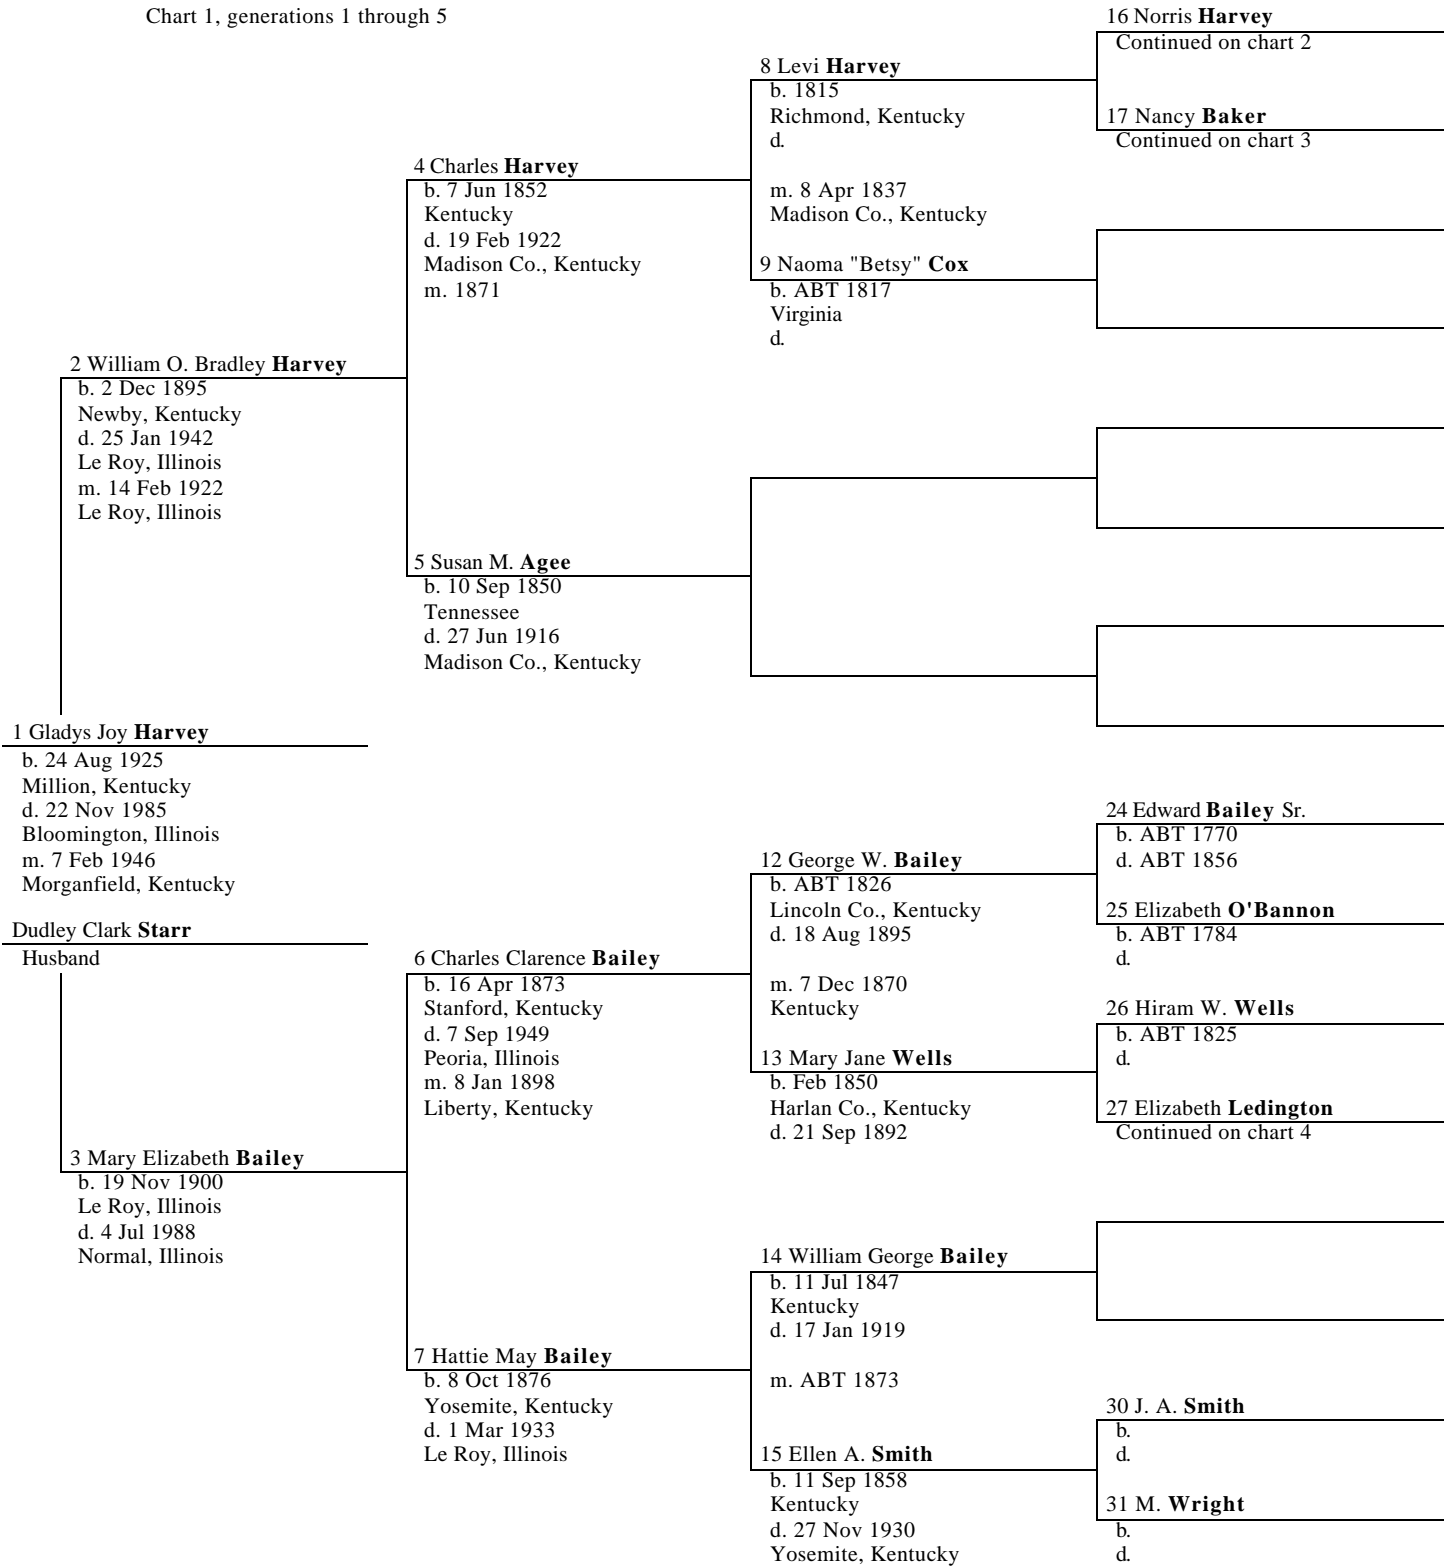 Chart 1, generations 1 through 5
16 Norris Harvey
Continued on chart 2
8 Levi Harvey
b. 1815
Richmond, Kentucky
d.
m. 8 Apr 1837
Madison Co., Kentucky
17 Nancy Baker
Continued on chart 3
4 Charles Harvey
b. 7 Jun 1852
Kentucky
d. 19 Feb 1922
Madison Co., Kentucky
m. 1871
9 Naoma "Betsy" Cox
b. ABT 1817
Virginia
d.
2 William O. Bradley Harvey
b. 2 Dec 1895
Newby, Kentucky
d. 25 Jan 1942
Le Roy, Illinois
m. 14 Feb 1922
Le Roy, Illinois
5 Susan M. Agee
b. 10 Sep 1850
Tennessee
d. 27 Jun 1916
Madison Co., Kentucky
1 Gladys Joy Harvey
b. 24 Aug 1925
Million, Kentucky
d. 22 Nov 1985
Bloomington, Illinois
m. 7 Feb 1946
Morganfield, Kentucky
Dudley Clark Starr
Husband
24 Edward Bailey Sr.
b. ABT 1770
d. ABT 1856
12 George W. Bailey
b. ABT 1826
Lincoln Co., Kentucky
d. 18 Aug 1895
m. 7 Dec 1870
Kentucky
25 Elizabeth O'Bannon
b. ABT 1784
d.
6 Charles Clarence Bailey
b. 16 Apr 1873
Stanford, Kentucky
d. 7 Sep 1949
Peoria, Illinois
m. 8 Jan 1898
Liberty, Kentucky
26 Hiram W. Wells
b. ABT 1825
d.
13 Mary Jane Wells
b. Feb 1850
Harlan Co., Kentucky
d. 21 Sep 1892
27 Elizabeth Ledington
Continued on chart 4
3 Mary Elizabeth Bailey
b. 19 Nov 1900
Le Roy, Illinois
d. 4 Jul 1988
Normal, Illinois
14 William George Bailey
b. 11 Jul 1847
Kentucky
d. 17 Jan 1919
m. ABT 1873
7 Hattie May Bailey
b. 8 Oct 1876
Yosemite, Kentucky
d. 1 Mar 1933
Le Roy, Illinois
30 J. A. Smith
b.
d.
15 Ellen A. Smith
b. 11 Sep 1858
Kentucky
d. 27 Nov 1930
Yosemite, Kentucky
31 M. Wright
b.
d.